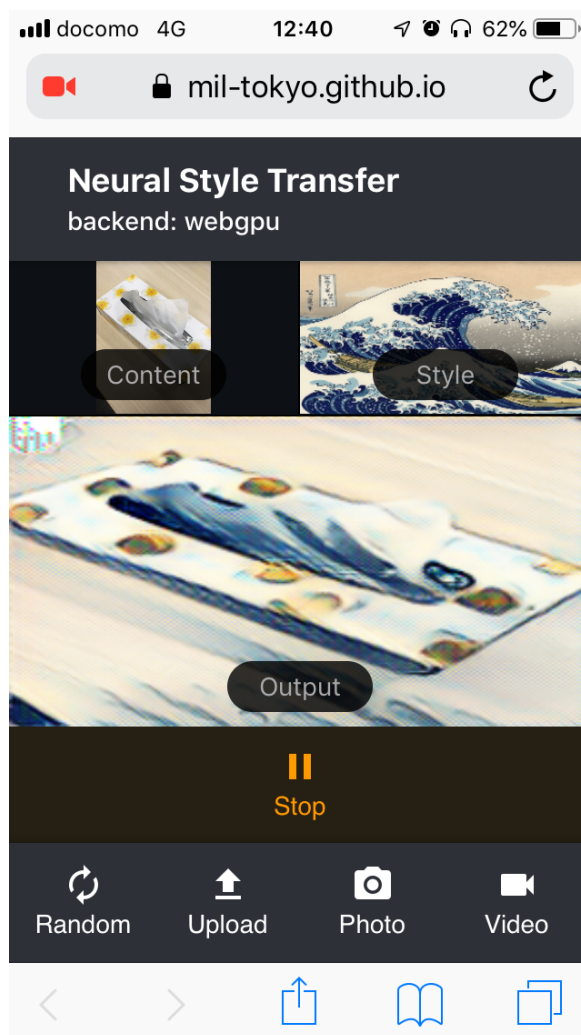 docomo 4G 12:40 62%
mil-tokyo.github.io
Neural Style Transfer
backend: webgpu
Content
Style
Output
Stop
Random Upload Photo Video